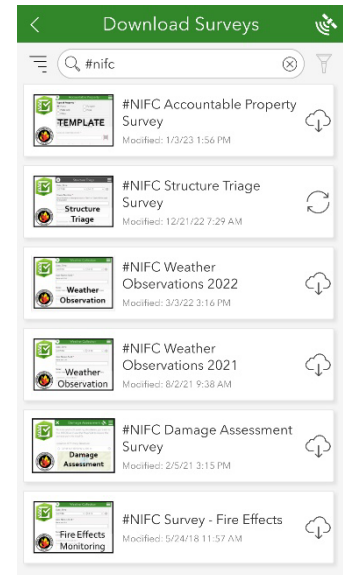 Download Surveys
#nifc
TEMPLATE
#NIFC Accountable Property
Survey
Modified: 1/3/23 1:56 PM
Structure
Triage
#NIFC Structure Triage
Survey
Modified: 12/21/22 7:29 AM
Weather
Observation
#NIFC Weather
Observations 2022
Modified: 3/3/22 3:16 PM
Weather
Observation
#NIFC Weather
Observations 2021
Modified: 8/2/21 9:38 AM
Damage
Assessment
#NIFC Damage Assessment
Survey
Modified: 2/5/21 3:15 PM
Fire Effects
Monitoring
#NIFC Survey - Fire Effects
Modified: 5/24/18 11:57 AM